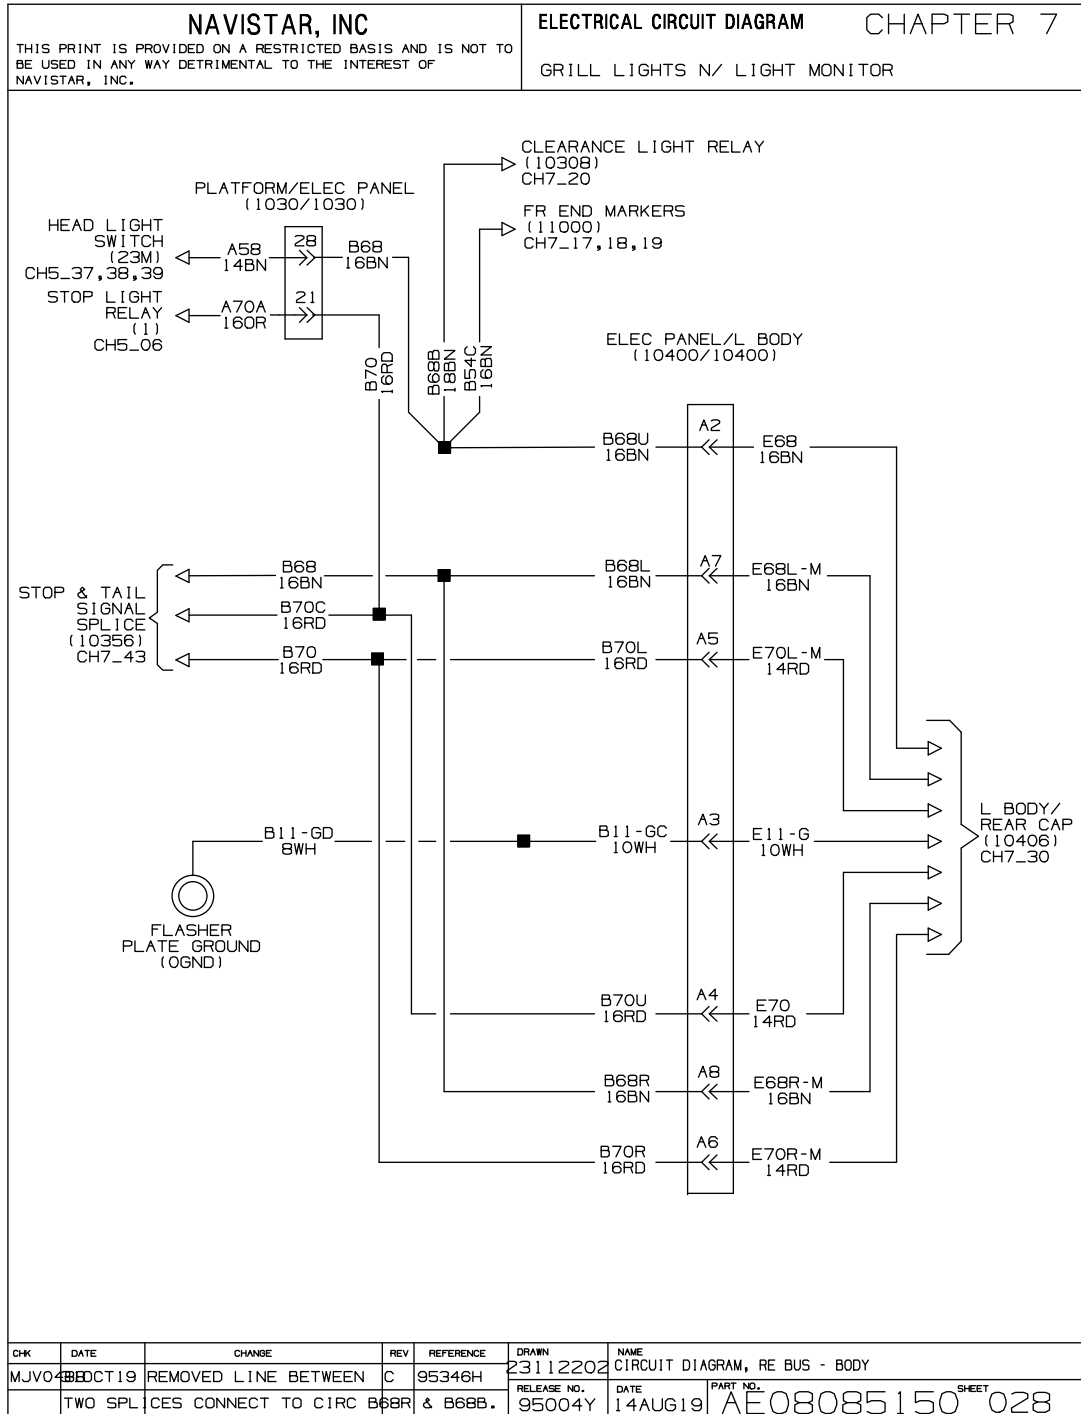 NAVISTAR, INC
THIS PRINT IS PROVIDED ON A RESTRICTED BASIS AND IS NOT TO
BE USED IN ANY WAY DETRIMENTAL TO THE INTEREST OF
NAVISTAR, INC.
ELECTRICAL CIRCUIT DIAGRAM
CHAPTER 7
GRILL LIGHTS N/ LIGHT MONITOR
CLEARANCE LIGHT RELAY
(10308)
CH7_20
PLATFORM/ELEC PANEL
(1030/1030)
FR END MARKERS
(11000)
CH7_17,18,19
HEAD LIGHT
SWITCH
(23M)
CH5_37,38,39
A58
14BN
28
B68
16BN
STOP LIGHT
RELAY
(1)
CH5_06
A70A
16OR
21
B70
16RD
B68B
18BN
B54C
16BN
ELEC PANEL/L BODY
(10400/10400)
B68U
16BN
A2
E68
16BN
STOP & TAIL
SIGNAL
SPLICE
(10356)
CH7_43
B68
16BN
B68L
16BN
A7
E68L-M
16BN
B70C
16RD
B70
16RD
B70L
16RD
A5
E70L-M
14RD
B11-GD
8WH
B11-GC
10WH
A3
E11-G
10WH
L BODY/
REAR CAP
(10406)
CH7_30
FLASHER
PLATE GROUND
(0GND)
B70U
16RD
A4
E70
14RD
B68R
16BN
A8
E68R-M
16BN
B70R
16RD
A6
E70R-M
14RD
CHK DATE CHANGE REV REFERENCE
OCT19 REMOVED LINE BETWEEN C 95346H
TWO SPLICES CONNECT TO CIRC B68R & B68B.
DRAWN
23112202
NAME
CIRCUIT DIAGRAM, RE BUS - BODY
RELEASE NO.
95004Y
DATE
14AUG19
PART NO.
AE08085150
SHEET
028